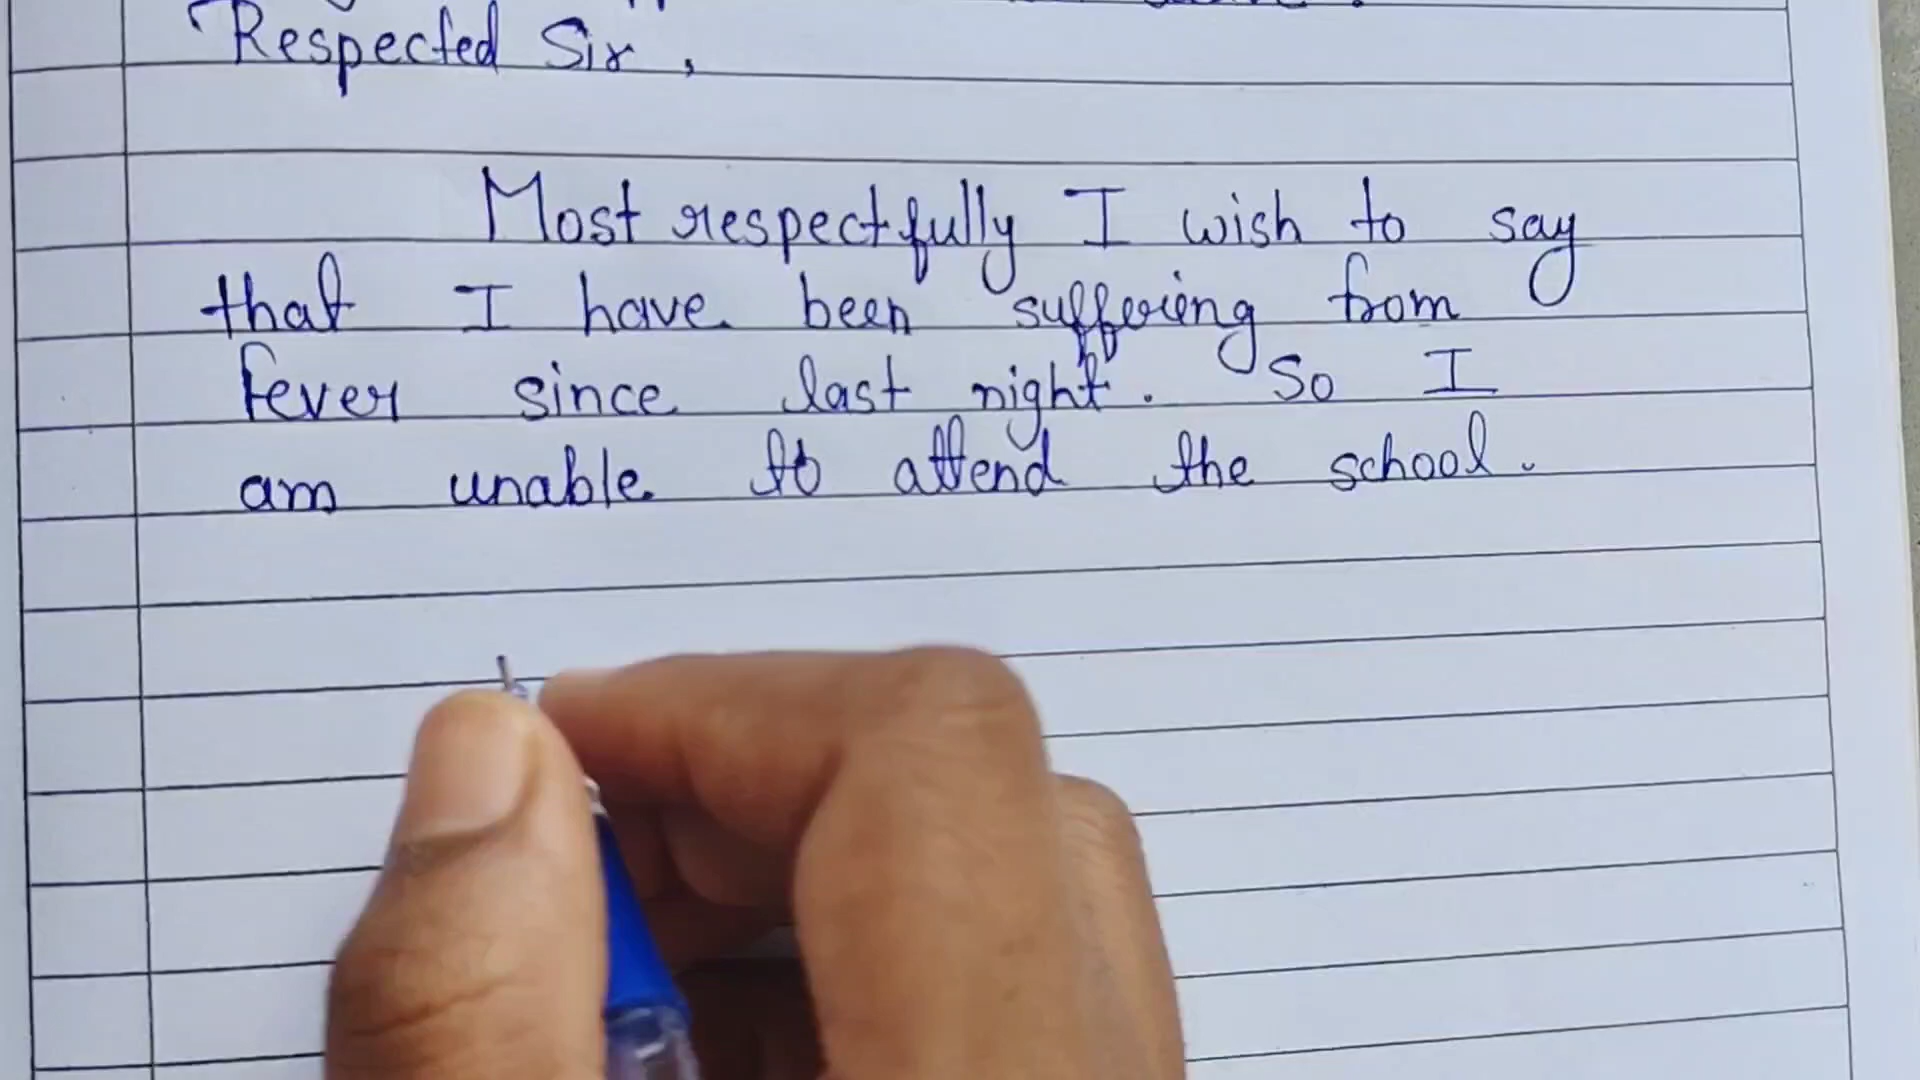 Respected Sir,
Most respectfully I wish to say
that I have been suffering from
fever since last night. So I
am unable to attend the school.